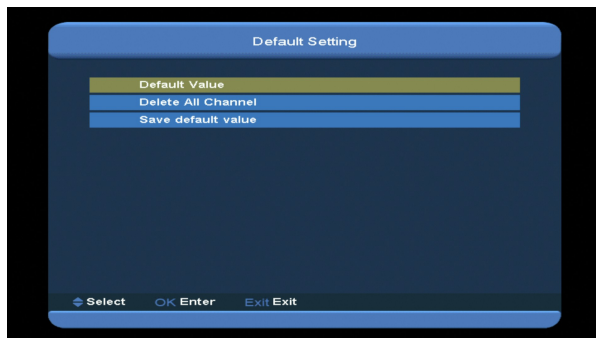 Default Setting
Default Value
Delete All Channel
Save default value
Select OK Enter Exit Exit